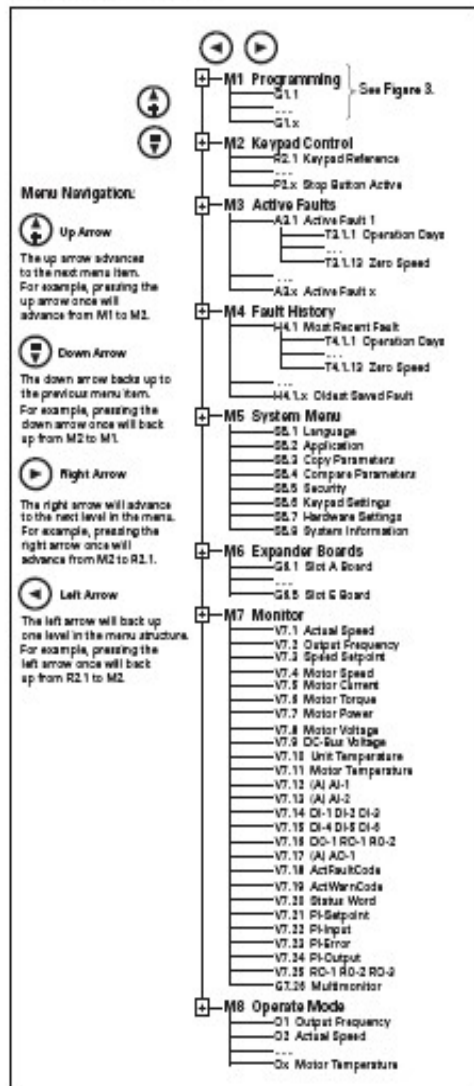 M1 Programming
G1.1
....
G1.x
See Figure 3.
M2 Keypad Control
R2.1 Keypad Reference
....
P2.x Stop Button Active
M3 Active Faults
A3.1 Active Fault 1
T3.1.1 Operation Days
....
T3.1.13 Zero Speed
....
A3.x Active Fault x
M4 Fault History
H4.1 Most Recent Fault
T4.1.1 Operation Days
....
T4.1.13 Zero Speed
....
H4.1.x Oldest Saved Fault
M5 System Menu
S5.1 Language
S5.2 Application
S5.3 Copy Parameters
S5.4 Compare Parameters
S5.5 Security
S5.6 Keypad Settings
S5.7 Hardware Settings
S5.9 System Information
M6 Expander Boards
G6.1 Slot A Board
....
G6.5 Slot E Board
M7 Monitor
V7.1 Actual Speed
V7.2 Output Frequency
V7.3 Speed Setpoint
V7.4 Motor Speed
V7.5 Motor Current
V7.6 Motor Torque
V7.7 Motor Power
V7.8 Motor Voltage
V7.9 DC-Bus Voltage
V7.10 Unit Temperature
V7.11 Motor Temperature
V7.12 (A) AI-1
V7.13 (A) AI-2
V7.14 DI-1 DI-2 DI-3
V7.15 DI-4 DI-5 DI-6
V7.16 DO-1 RO-1 RO-2
V7.17 (A) AO-1
V7.18 ActFaultCode
V7.19 ActWarnCode
V7.20 Status Word
V7.21 PI-Setpoint
V7.22 PI-Input
V7.23 PI-Error
V7.24 PI-Output
V7.25 RO-1 RO-2 RO-3
G7.26 Multimonitor
M8 Operate Mode
O1 Output Frequency
O2 Actual Speed
....
Ox Motor Temperature
Menu Navigation:
Up Arrow
The up arrow advances
to the next menu item.
For example, pressing the
up arrow once will
advance from M1 to M2.
Down Arrow
The down arrow backs up to
the previous menu item.
For example, pressing the
down arrow once will back
up from M2 to M1.
Right Arrow
The right arrow will advance
to the next level in the menu.
For example, pressing the
right arrow once will
advance from M2 to R2.1.
Left Arrow
The left arrow will back up
one level in the menu structure.
For example, pressing the
left arrow once will back
up from R2.1 to M2.